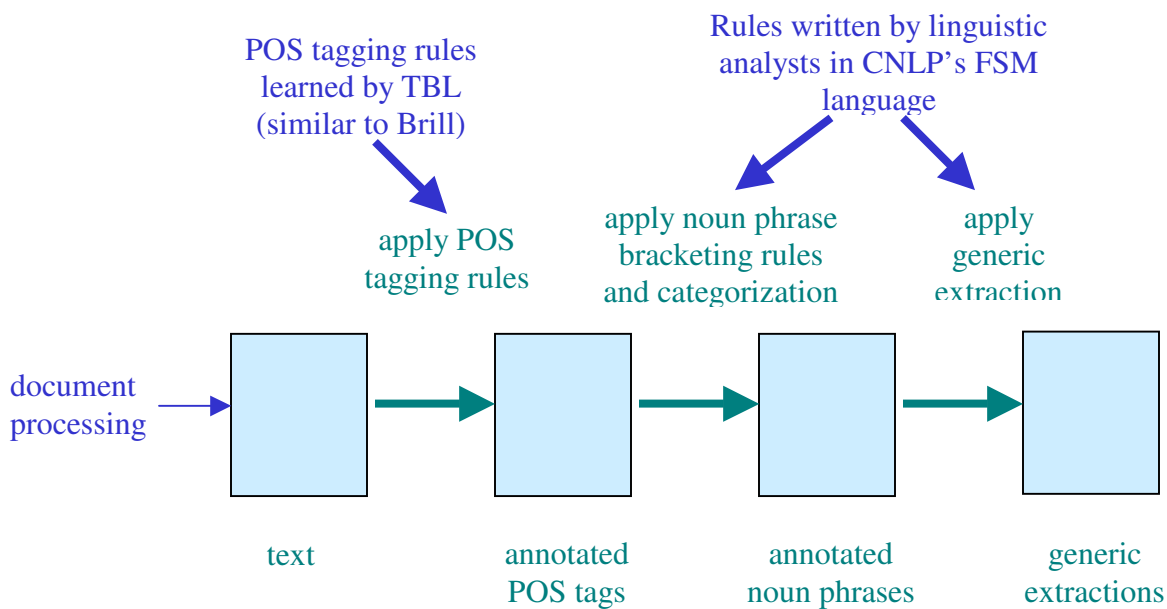 POS tagging rules
learned by TBL
(similar to Brill)
Rules written by linguistic
analysts in CNLP's FSM
language
apply POS
tagging rules
apply noun phrase
bracketing rules
and categorization
apply
generic
extraction
document
processing
text
annotated
POS tags
annotated
noun phrases
generic
extractions